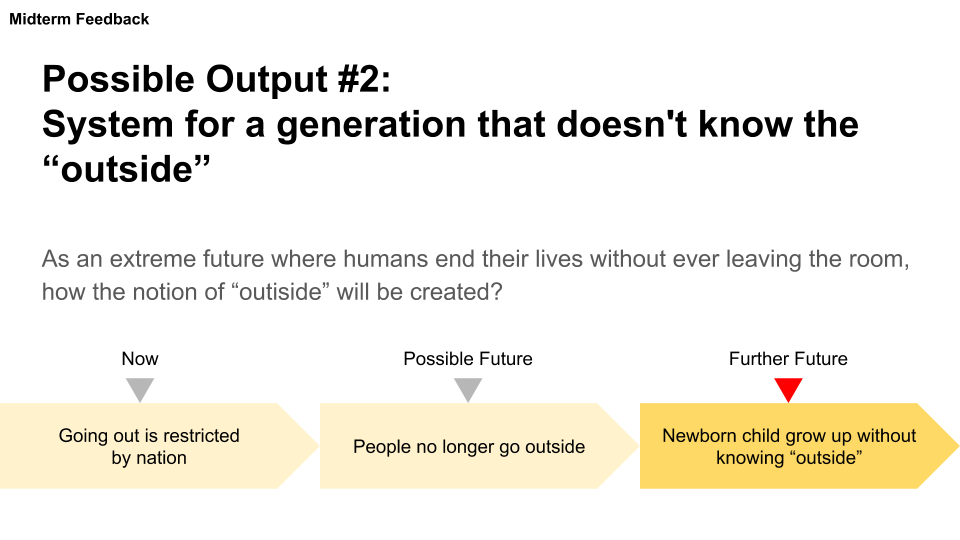 Midterm Feedback
Possible Output #2:
System for a generation that doesn't know the
“outside”
As an extreme future where humans end their lives without ever leaving the room,
how the notion of “outiside” will be created?
Now
Possible Future
Further Future
Going out is restricted
by nation
People no longer go outside
Newborn child grow up without
knowing “outside”